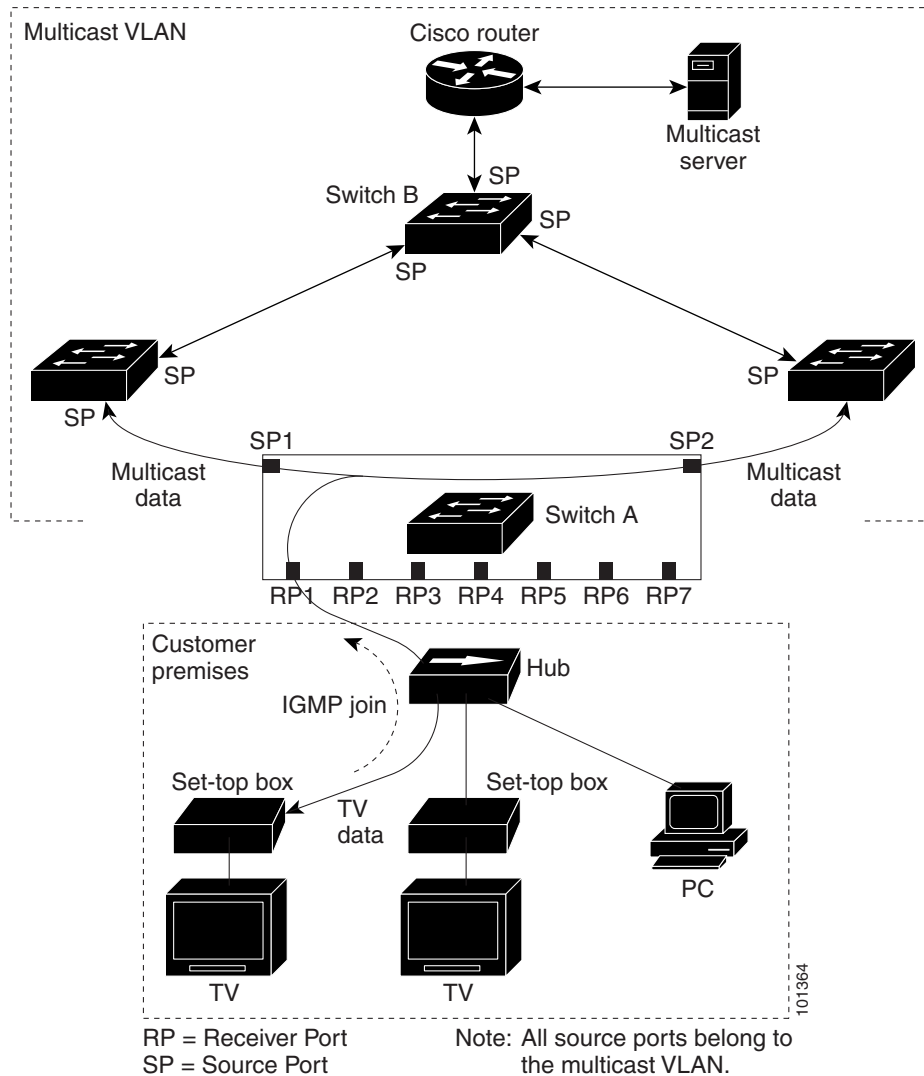 Multicast VLAN
Cisco router
Multicast
server
SP
Switch B
SP
SP
SP
SP
SP
SP1
SP2
Multicast
data
Multicast
data
Switch A
RP1
RP2
RP3
RP4
RP5
RP6
RP7
Customer
premises
Hub
IGMP join
Set-top box
Set-top box
TV
data
PC
TV
TV
101364
RP = Receiver Port
SP = Source Port
Note: All source ports belong to
the multicast VLAN.